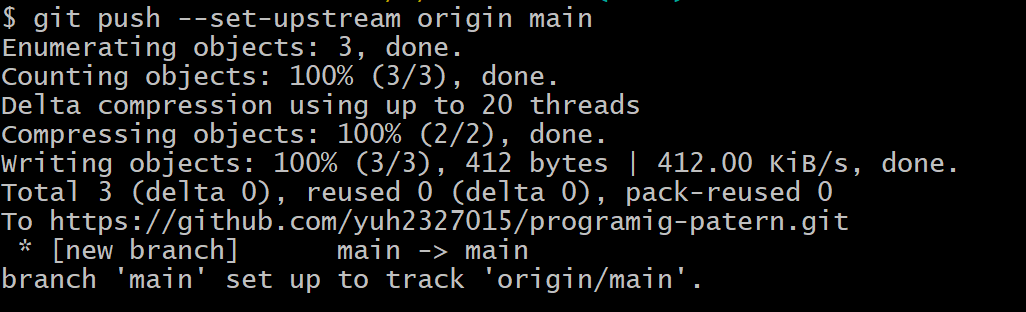 $ git push --set-upstream origin main
Enumerating objects: 3, done.
Counting objects: 100% (3/3), done.
Delta compression using up to 20 threads
Compressing objects: 100% (2/2), done.
Writing objects: 100% (3/3), 412 bytes | 412.00 KiB/s, done.
Total 3 (delta 0), reused 0 (delta 0), pack-reused 0
To https://github.com/yuh2327015/programig-patern.git
 * [new branch]      main -> main
branch 'main' set up to track 'origin/main'.